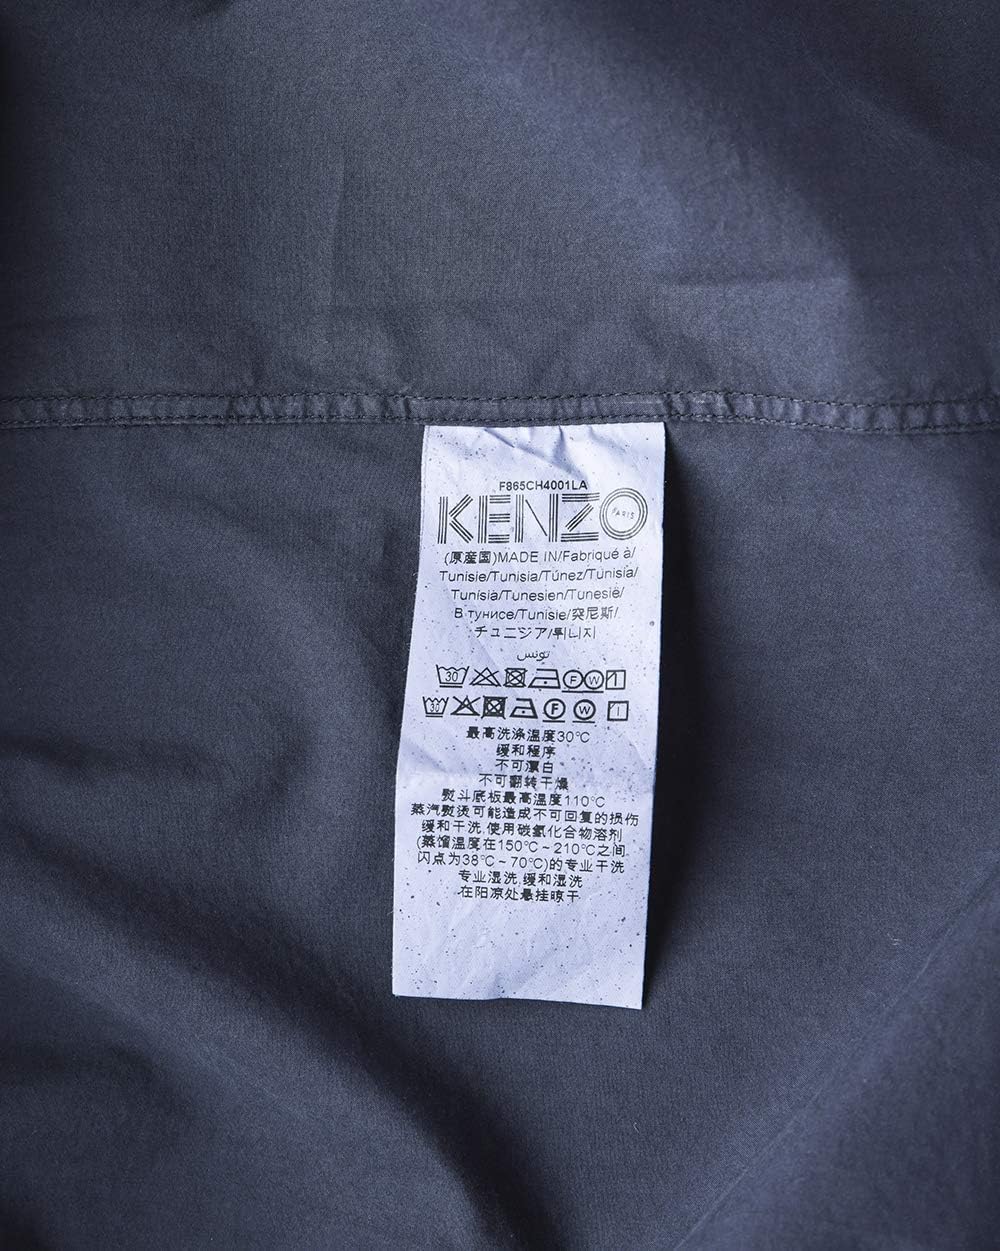 F865CH4001LA
KENZO
PARIS
(原産国)MADE IN/Fabriqué à/
Tunisie/Tunisia/Túnez/Tunisia/
Tunísia/Tunesien/Tunesië/
В тунисе/Tunisie/突尼斯/
チュニジア/튀니지
تونس
30 F W
30 F W
最高洗涤温度30°C
缓和程序
不可漂白
不可翻转干燥
熨斗底板最高温度110°C
蒸汽熨烫可能造成不可回复的损伤
缓和干洗,使用碳氢化合物溶剂
(蒸馏温度在150°C~210°C之间,
闪点为38°C~70°C)的专业干洗
专业湿洗,缓和湿洗
在阴凉处悬挂晾干